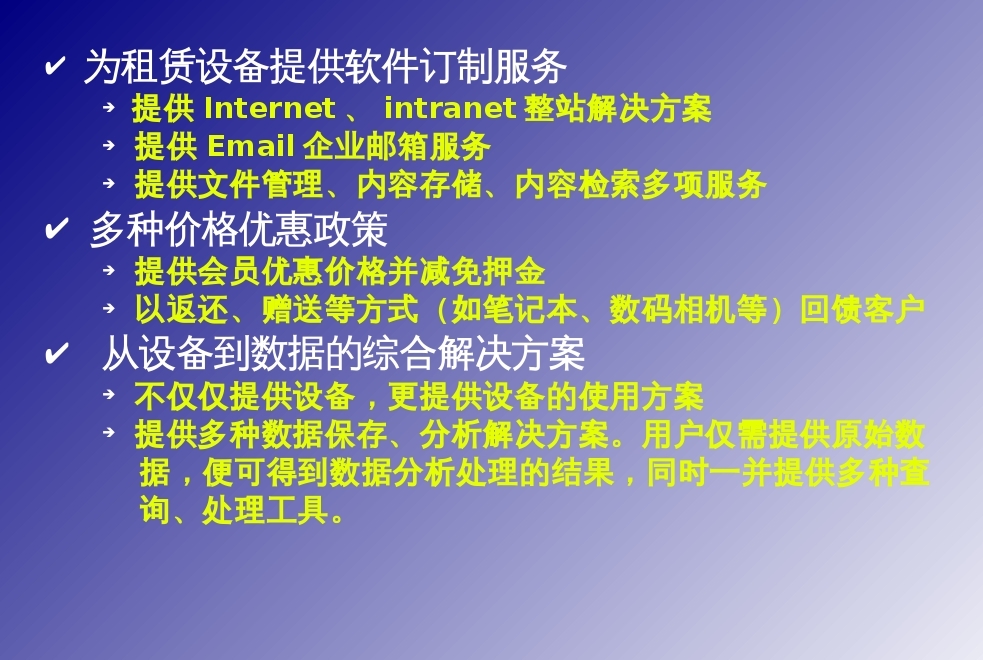 ✔ 为租赁设备提供软件订制服务
➔ 提供 Internet 、 intranet 整站解决方案
➔ 提供 Email 企业邮箱服务
➔ 提供文件管理、内容存储、内容检索多项服务
✔ 多种价格优惠政策
➔ 提供会员优惠价格并减免押金
➔ 以返还、赠送等方式（如笔记本、数码相机等）回馈客户
✔ 从设备到数据的综合解决方案
➔ 不仅仅提供设备，更提供设备的使用方案
➔ 提供多种数据保存、分析解决方案。用户仅需提供原始数
据，便可得到数据分析处理的结果，同时一并提供多种查
询、处理工具。